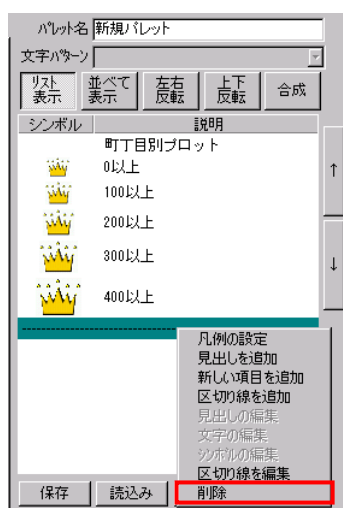 パレット名 新規パレット
文字パターン
リスト表示 並べて表示 左右反転 上下反転 合成
シンボル 説明
町丁目別プロット
0以上
100以上
↑
200以上
300以上
↓
400以上
凡例の設定
見出しを追加
新しい項目を追加
区切り線を追加
見出しの編集
文字の編集
シンボルの編集
区切り線を編集
保存 読込み 削除